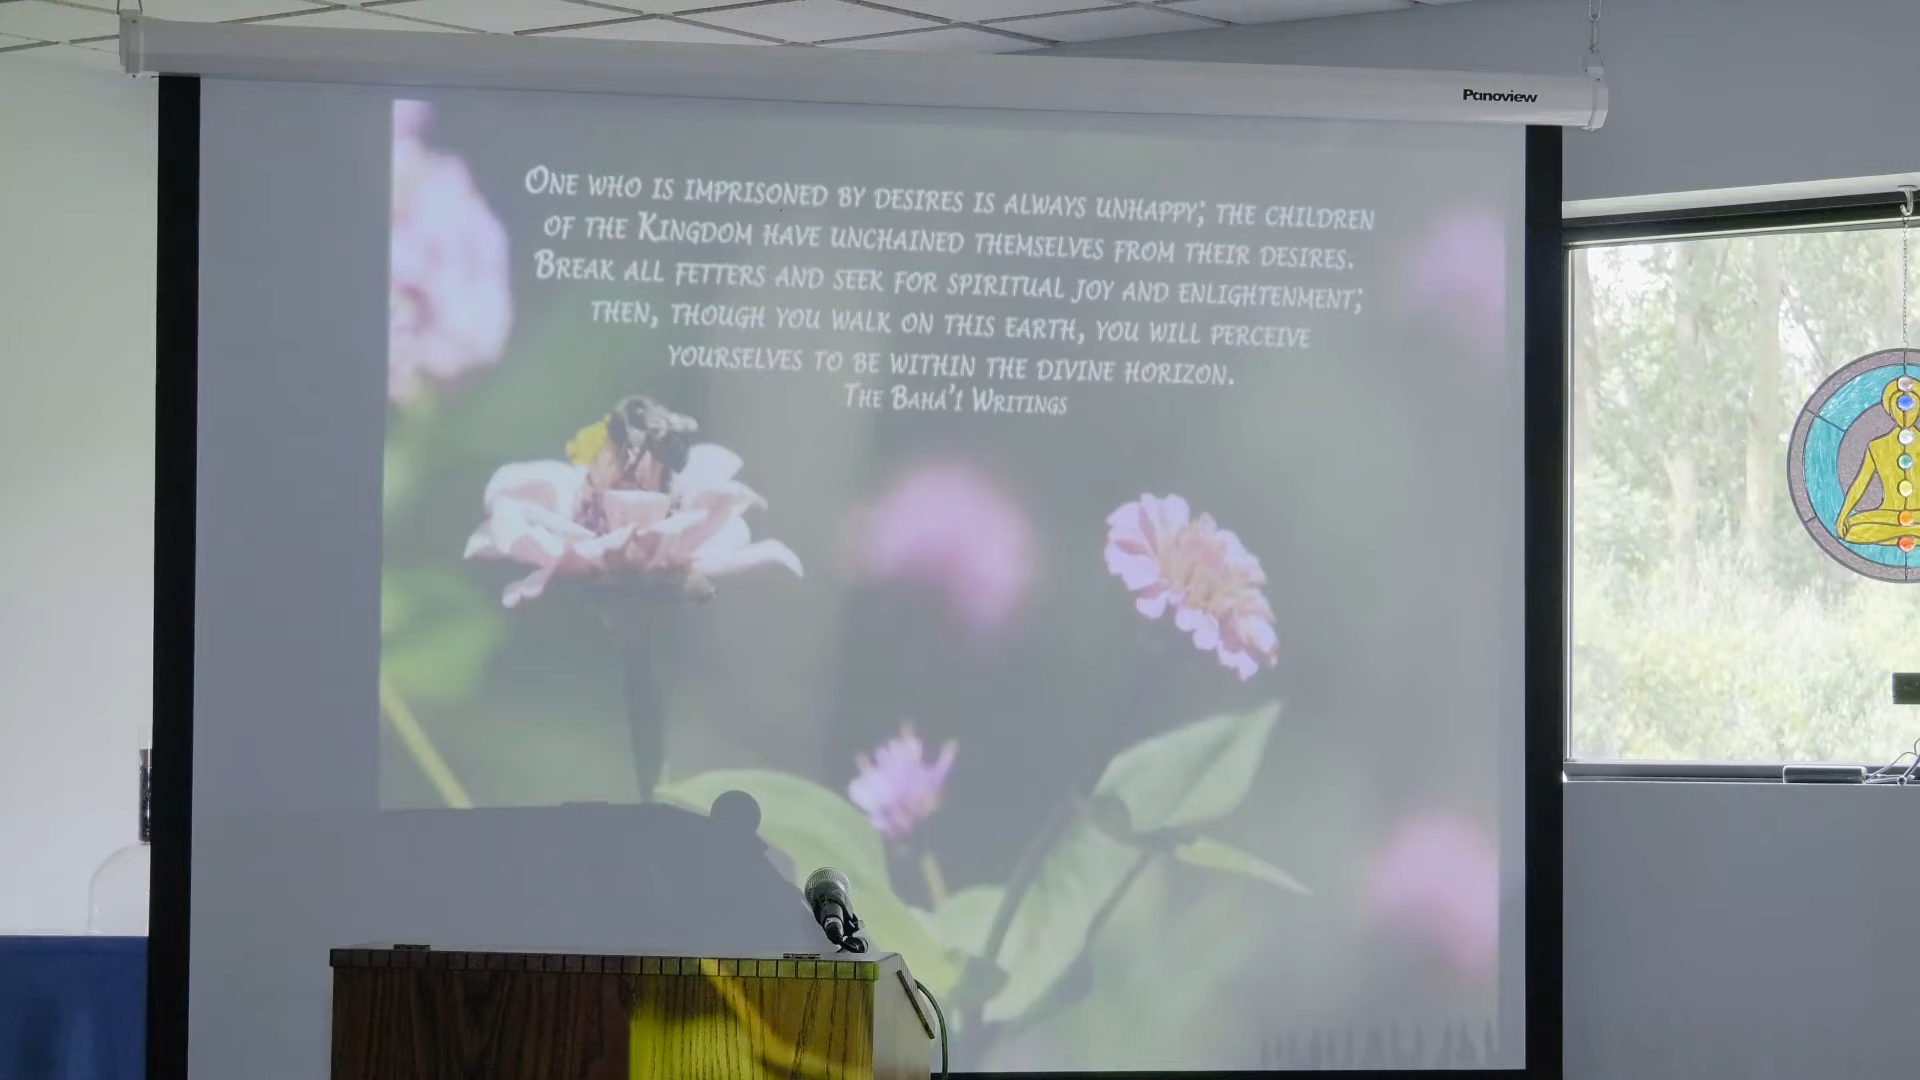 Panoview
One who is imprisoned by desires is always unhappy; the children
of the Kingdom have unchained themselves from their desires.
Break all fetters and seek for spiritual joy and enlightenment;
then, though you walk on this earth, you will perceive
yourselves to be within the divine horizon.
The Bahá'í Writings